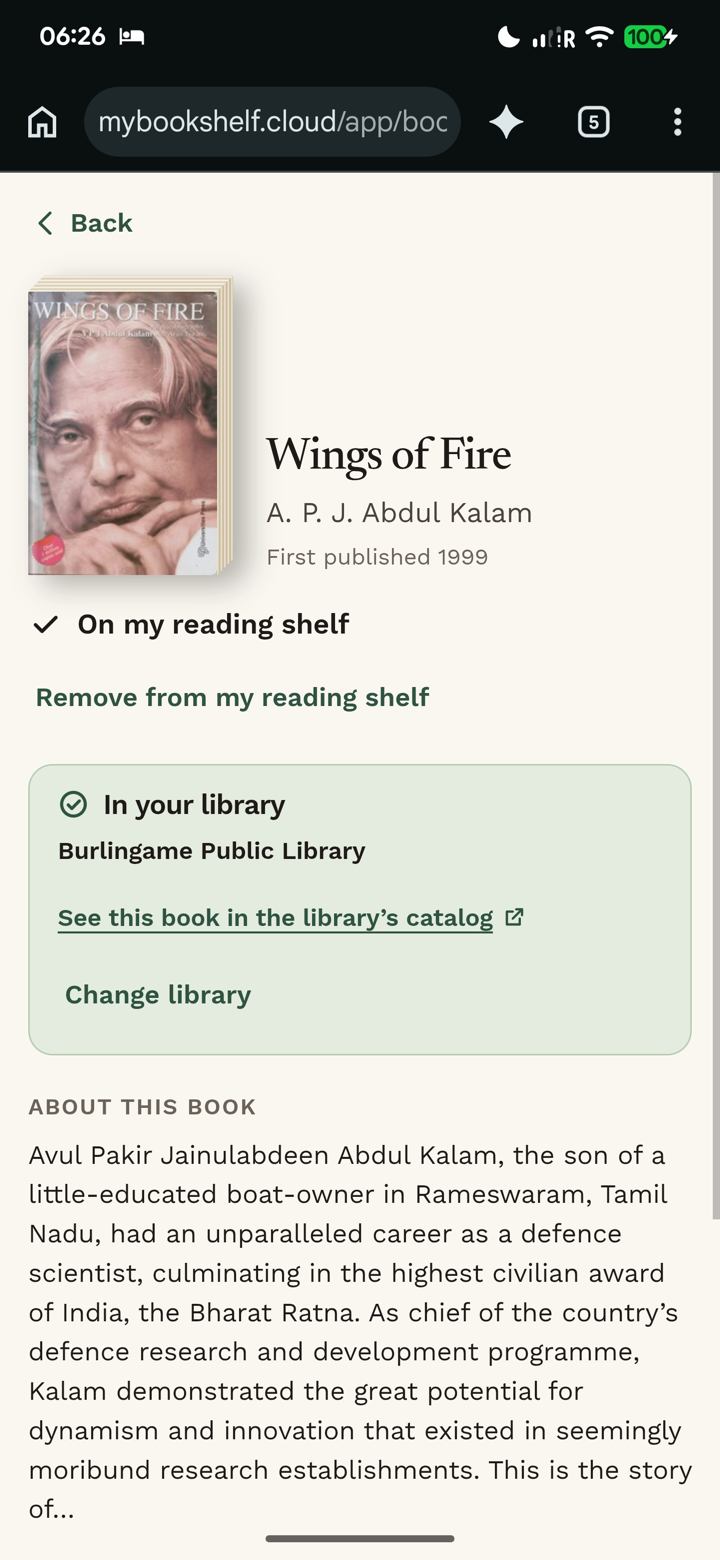 06:26
R
100
mybookshelf.cloud/app/boo
5
Back
WINGS OF FIRE
A P J Abdul Kalam
Wings of Fire
A. P. J. Abdul Kalam
First published 1999
On my reading shelf
Remove from my reading shelf
In your library
Burlingame Public Library
See this book in the library’s catalog
Change library
ABOUT THIS BOOK
Avul Pakir Jainulabdeen Abdul Kalam, the son of a
little-educated boat-owner in Rameswaram, Tamil
Nadu, had an unparalleled career as a defence
scientist, culminating in the highest civilian award
of India, the Bharat Ratna. As chief of the country’s
defence research and development programme,
Kalam demonstrated the great potential for
dynamism and innovation that existed in seemingly
moribund research establishments. This is the story
of...